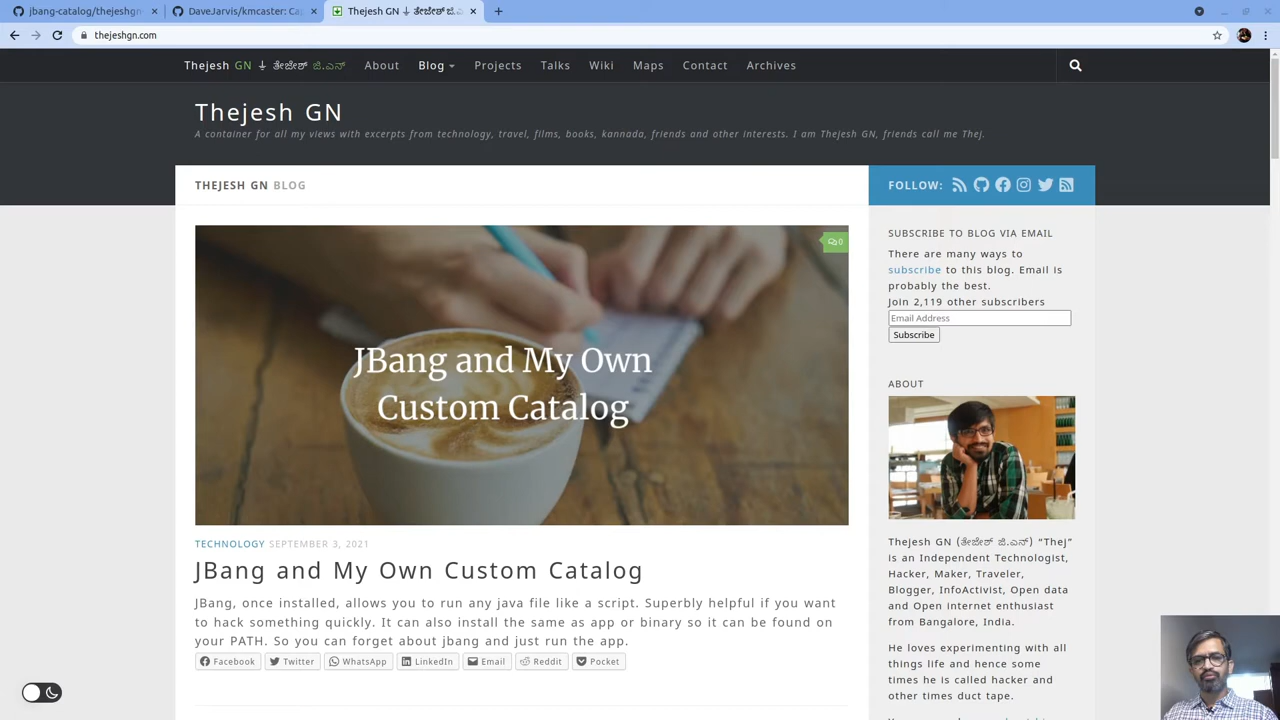 jbang-catalog/thejeshgn
DaveJarvis/kmcaster: Ca
Thejesh GN ⏚ ತೇಜೇಶ್ ಜಿ.ಎನ್
thejeshgn.com
Thejesh GN ⏚ ತೇಜೇಶ್ ಜಿ.ಎನ್ About Blog Projects Talks Wiki Maps Contact Archives
Thejesh GN
A container for all my views with excerpts from technology, travel, films, books, kannada, friends and other interests. I am Thejesh GN, friends call me Thej.
THEJESH GN BLOG
FOLLOW:
0
JBang and My Own
Custom Catalog
TECHNOLOGY SEPTEMBER 3, 2021
JBang and My Own Custom Catalog
JBang, once installed, allows you to run any java file like a script. Superbly helpful if you want
to hack something quickly. It can also install the same as app or binary so it can be found on
your PATH. So you can forget about jbang and just run the app.
Facebook Twitter WhatsApp LinkedIn Email Reddit Pocket
SUBSCRIBE TO BLOG VIA EMAIL
There are many ways to
subscribe to this blog. Email is
probably the best.
Join 2,119 other subscribers
Email Address
Subscribe
ABOUT
Thejesh GN (ತೇಜೇಶ್ ಜಿ.ಎನ್) “Thej”
is an Independent Technologist,
Hacker, Maker, Traveler,
Blogger, InfoActivist, Open data
and Open internet enthusiast
from Bangalore, India.
He loves experimenting with all
things life and hence some
times he is called hacker and
other times duct tape.